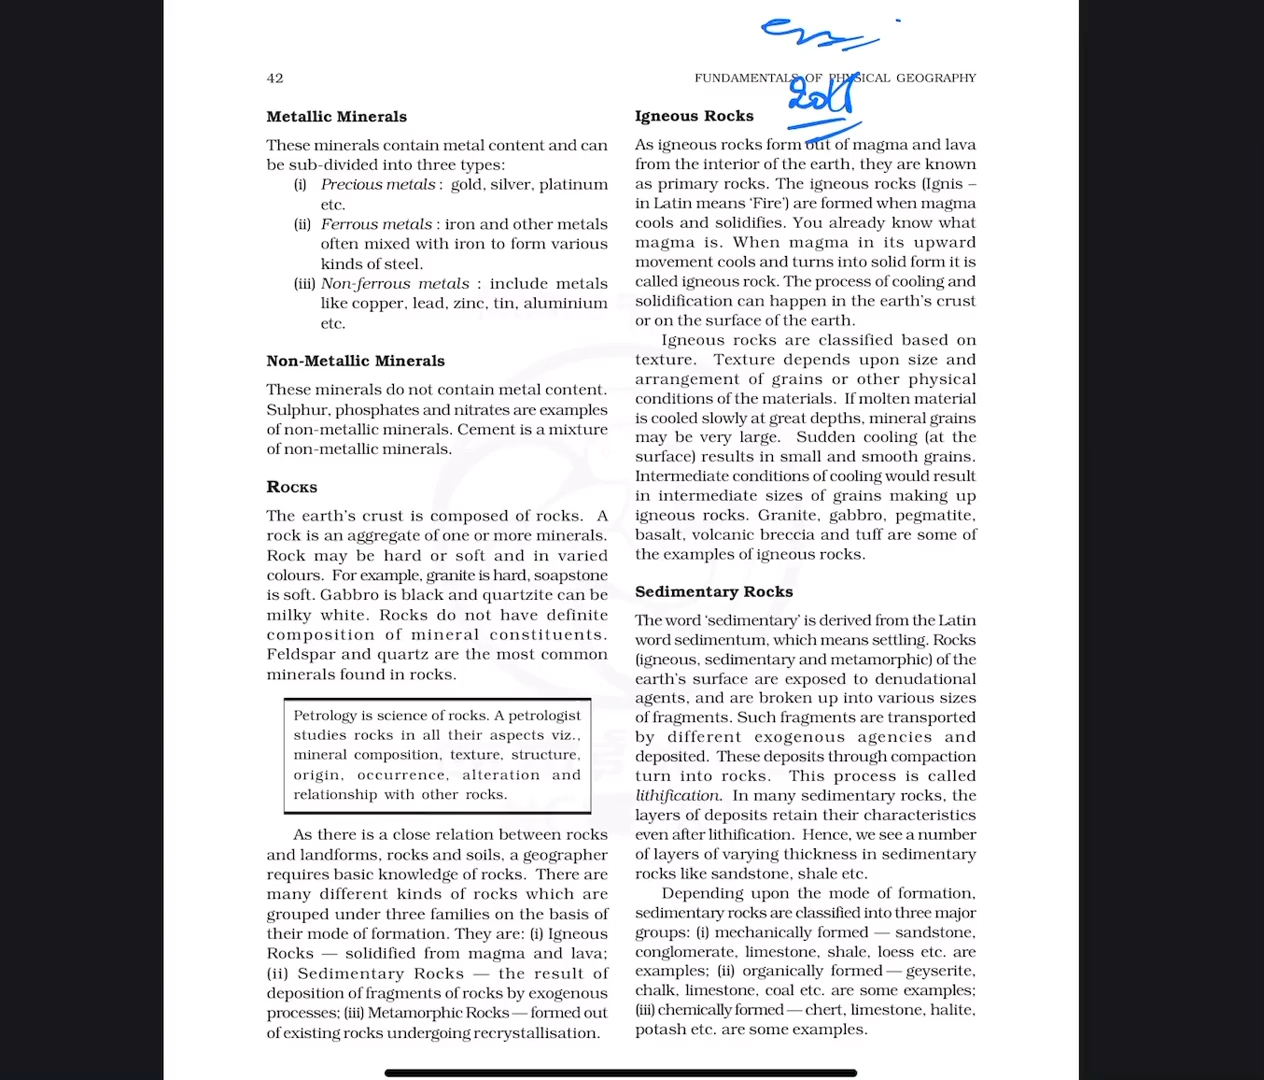 42
FUNDAMENTALS OF PHYSICAL GEOGRAPHY
Metallic Minerals
These minerals contain metal content and can
be sub-divided into three types:
(i) Precious metals : gold, silver, platinum
etc.
(ii) Ferrous metals : iron and other metals
often mixed with iron to form various
kinds of steel.
(iii) Non-ferrous metals : include metals
like copper, lead, zinc, tin, aluminium
etc.
Non-Metallic Minerals
These minerals do not contain metal content.
Sulphur, phosphates and nitrates are examples
of non-metallic minerals. Cement is a mixture
of non-metallic minerals.
ROCKS
The earth's crust is composed of rocks. A
rock is an aggregate of one or more minerals.
Rock may be hard or soft and in varied
colours. For example, granite is hard, soapstone
is soft. Gabbro is black and quartzite can be
milky white. Rocks do not have definite
composition of mineral constituents.
Feldspar and quartz are the most common
minerals found in rocks.
Petrology is science of rocks. A petrologist
studies rocks in all their aspects viz.,
mineral composition, texture, structure,
origin, occurrence, alteration and
relationship with other rocks.
As there is a close relation between rocks
and landforms, rocks and soils, a geographer
requires basic knowledge of rocks. There are
many different kinds of rocks which are
grouped under three families on the basis of
their mode of formation. They are: (i) Igneous
Rocks — solidified from magma and lava;
(ii) Sedimentary Rocks — the result of
deposition of fragments of rocks by exogenous
processes; (iii) Metamorphic Rocks — formed out
of existing rocks undergoing recrystallisation.
Igneous Rocks
As igneous rocks form out of magma and lava
from the interior of the earth, they are known
as primary rocks. The igneous rocks (Ignis –
in Latin means 'Fire') are formed when magma
cools and solidifies. You already know what
magma is. When magma in its upward
movement cools and turns into solid form it is
called igneous rock. The process of cooling and
solidification can happen in the earth's crust
or on the surface of the earth.
Igneous rocks are classified based on
texture. Texture depends upon size and
arrangement of grains or other physical
conditions of the materials. If molten material
is cooled slowly at great depths, mineral grains
may be very large. Sudden cooling (at the
surface) results in small and smooth grains.
Intermediate conditions of cooling would result
in intermediate sizes of grains making up
igneous rocks. Granite, gabbro, pegmatite,
basalt, volcanic breccia and tuff are some of
the examples of igneous rocks.
Sedimentary Rocks
The word 'sedimentary' is derived from the Latin
word sedimentum, which means settling. Rocks
(igneous, sedimentary and metamorphic) of the
earth's surface are exposed to denudational
agents, and are broken up into various sizes
of fragments. Such fragments are transported
by different exogenous agencies and
deposited. These deposits through compaction
turn into rocks. This process is called
lithification. In many sedimentary rocks, the
layers of deposits retain their characteristics
even after lithification. Hence, we see a number
of layers of varying thickness in sedimentary
rocks like sandstone, shale etc.
Depending upon the mode of formation,
sedimentary rocks are classified into three major
groups: (i) mechanically formed — sandstone,
conglomerate, limestone, shale, loess etc. are
examples; (ii) organically formed — geyserite,
chalk, limestone, coal etc. are some examples;
(iii) chemically formed — chert, limestone, halite,
potash etc. are some examples.